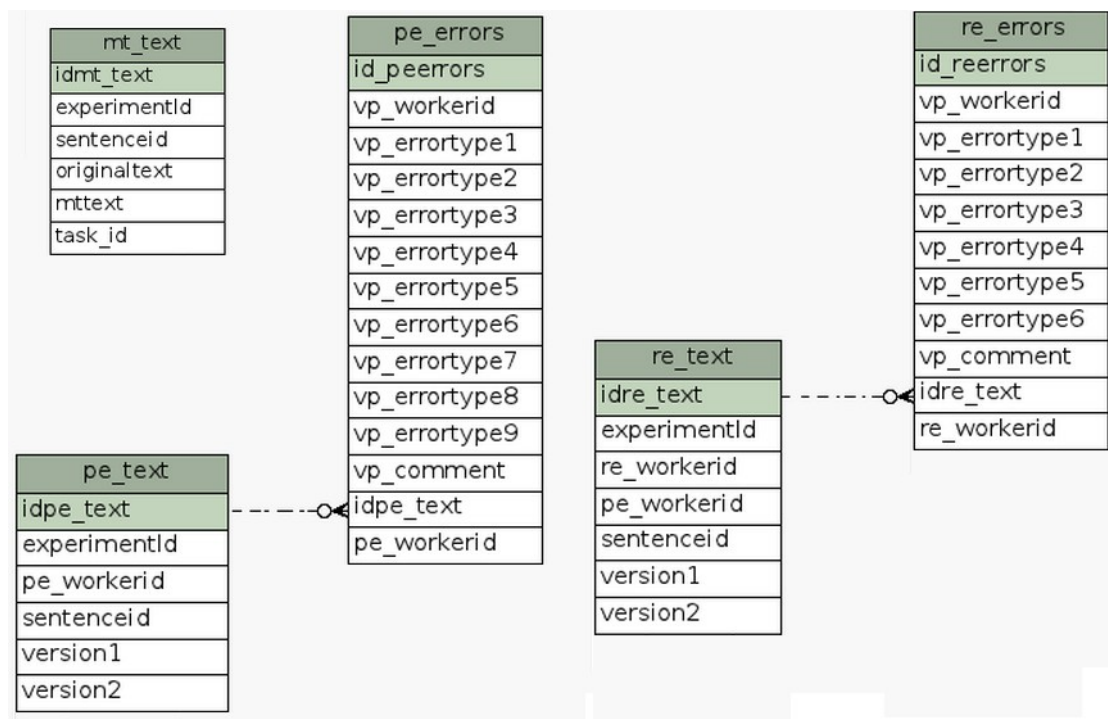 mt_text
idmt_text
experimentId
sentenceid
originaltext
mttext
task_id
pe_errors
id_peerrors
vp_workerid
vp_errortype1
vp_errortype2
vp_errortype3
vp_errortype4
vp_errortype5
vp_errortype6
vp_errortype7
vp_errortype8
vp_errortype9
vp_comment
idpe_text
pe_workerid
re_errors
id_reerrors
vp_workerid
vp_errortype1
vp_errortype2
vp_errortype3
vp_errortype4
vp_errortype5
vp_errortype6
vp_comment
idre_text
re_workerid
re_text
idre_text
experimentId
re_workerid
pe_workerid
sentenceid
version1
version2
pe_text
idpe_text
experimentId
pe_workerid
sentenceid
version1
version2